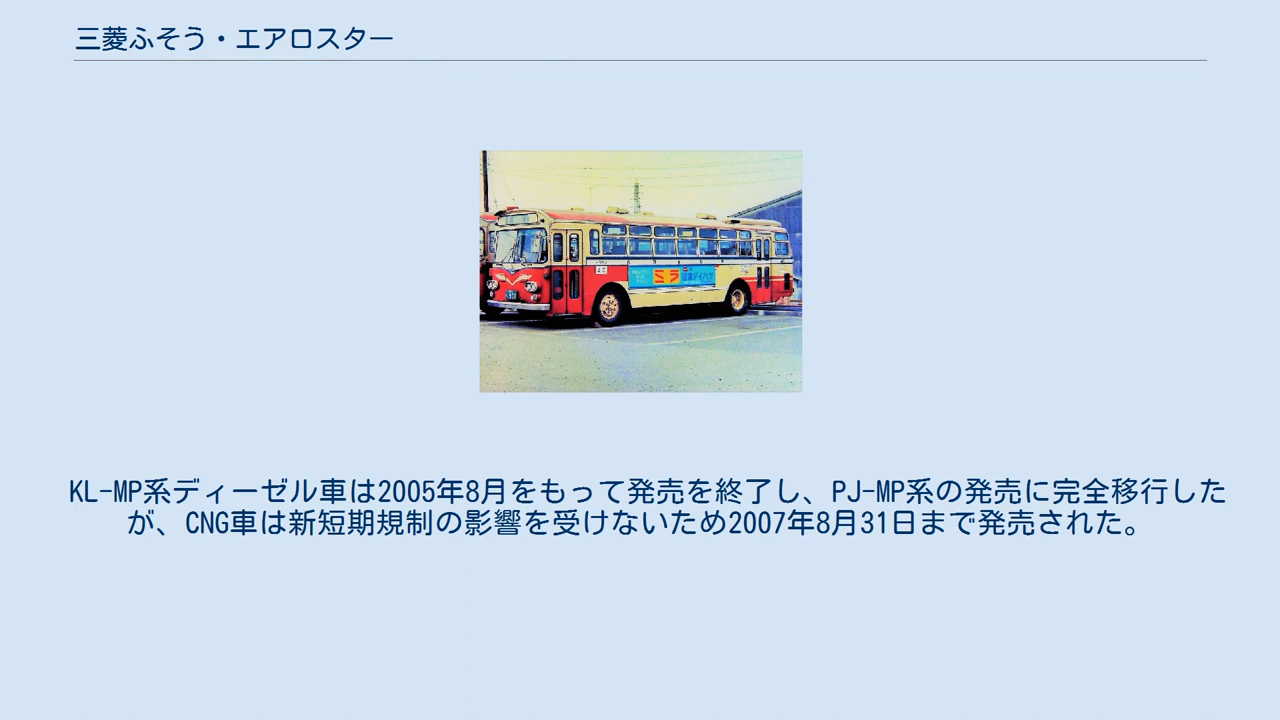 三菱ふそう・エアロスター
ミラ
KL-MP系ディーゼル車は2005年8月をもって発売を終了し、PJ-MP系の発売に完全移行した
が、CNG車は新短期規制の影響を受けないため2007年8月31日まで発売された。